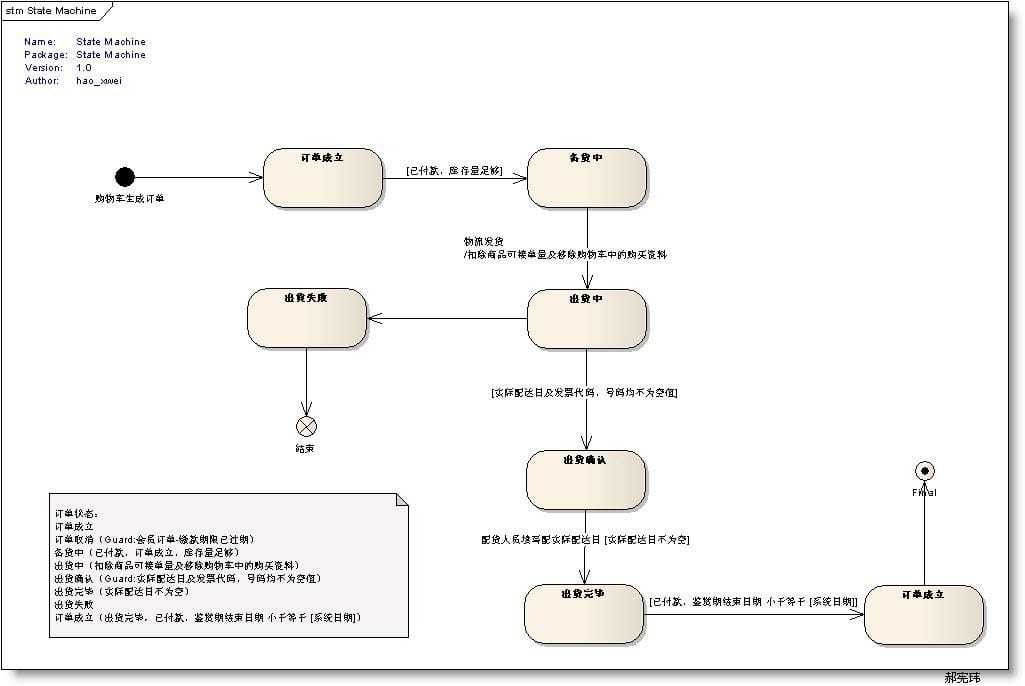 stm State Machine
Name: State Machine
Package: State Machine
Version: 1.0
Author: hao_xiwei
订单成立
备货中
[已付款，库存量足够]
购物车生成订单
物流发货
/扣除商品可接单量及移除购物车中的购买资料
出货失败
出货中
[实际配送日及发票代码，号码均不为空值]
结束
出货确认
Final
订单状态：
订单成立
订单取消（Guard:会员订单-缴款期限已过期）
备货中（已付款，订单成立，库存量足够）
出货中（扣除商品可接单量及移除购物车中的购买资料）
出货确认（Guard:实际配送日及发票代码，号码均不为空值）
出货完毕（实际配送日不为空）
出货失败
订单成立（出货完毕，已付款，鉴赏期结束日期 小于等于 [系统日期]）
配货人员填写配实际配送日 [实际配送日不为空]
出货完毕
[已付款，鉴赏期结束日期 小于等于 [系统日期]]
订单成立
郝宪玮